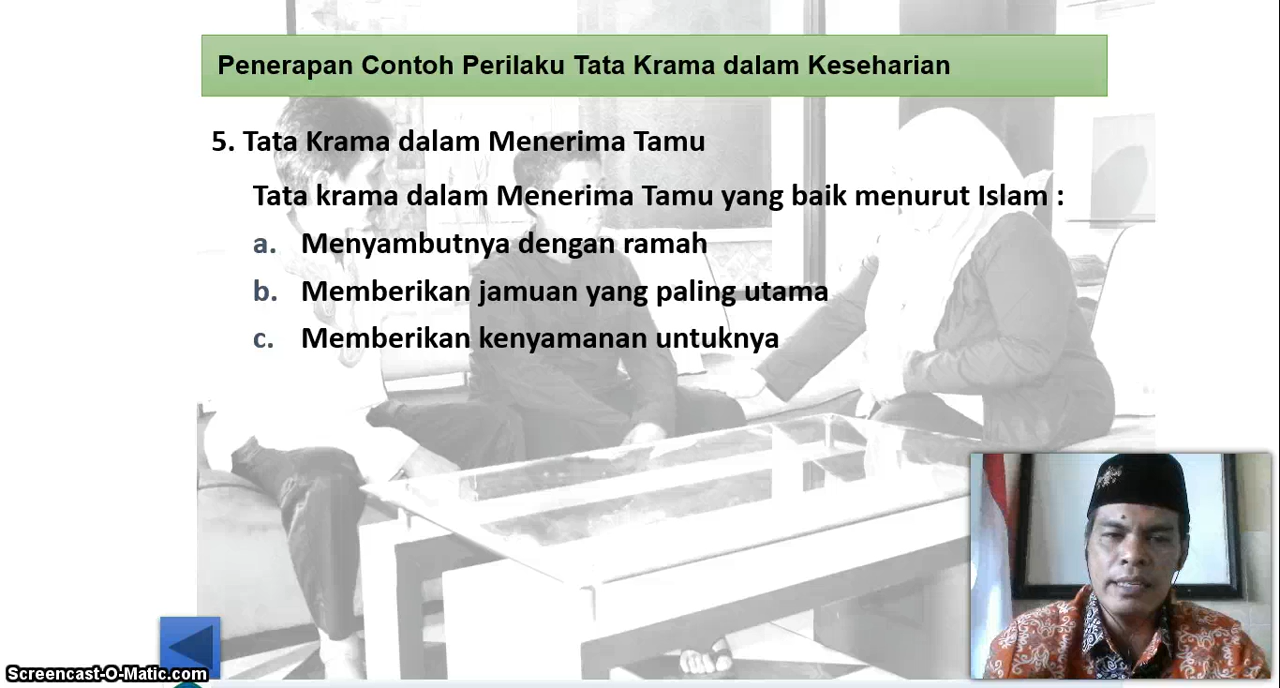 Penerapan Contoh Perilaku Tata Krama dalam Keseharian
5. Tata Krama dalam Menerima Tamu
Tata krama dalam Menerima Tamu yang baik menurut Islam :
a. Menyambutnya dengan ramah
b. Memberikan jamuan yang paling utama
c. Memberikan kenyamanan untuknya
Screencast-O-Matic.com